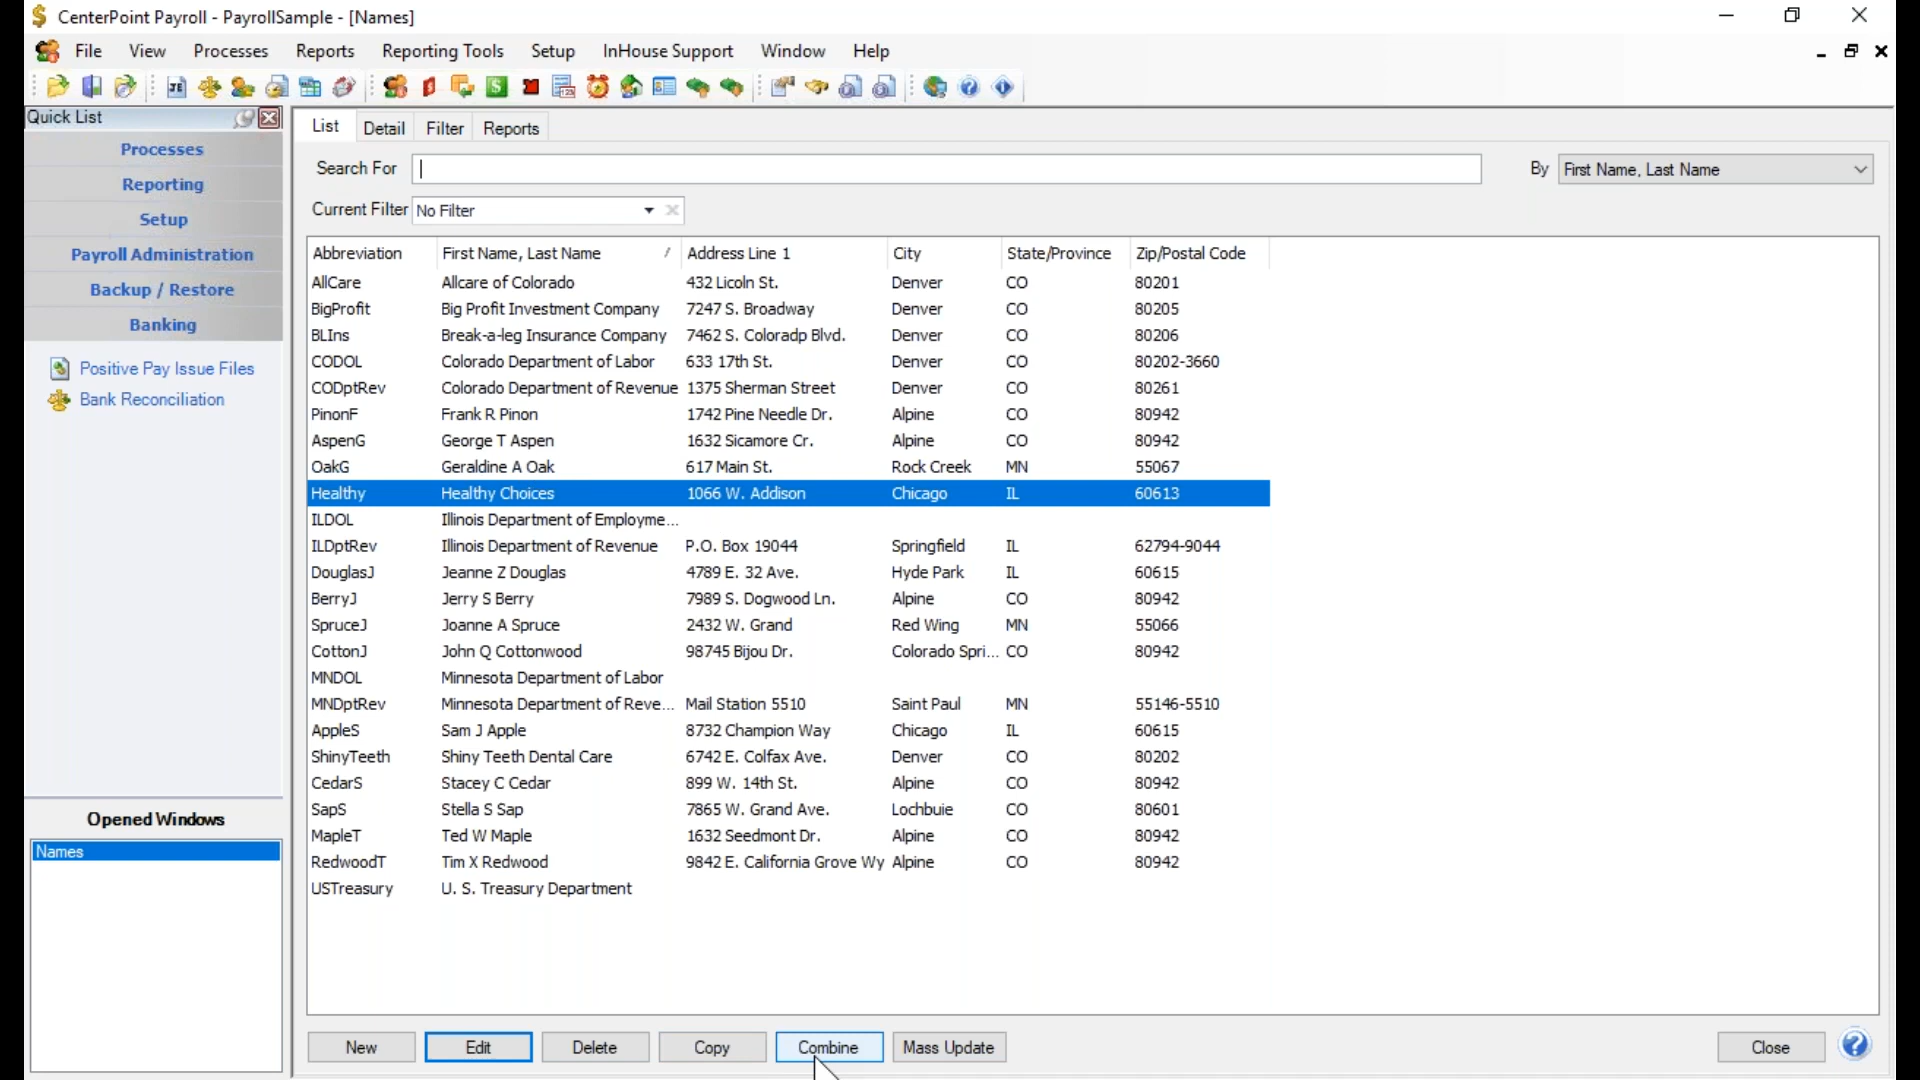 CenterPoint Payroll - PayrollSample - [Names]
File View Processes Reports Reporting Tools Setup InHouse Support Window Help
Quick List
Processes
Reporting
Setup
Payroll Administration
Backup / Restore
Banking
Positive Pay Issue Files
Bank Reconciliation
Opened Windows
Names
List Detail Filter Reports
Search For By First Name, Last Name
Current Filter No Filter
Abbreviation First Name, Last Name Address Line 1 City State/Province Zip/Postal Code
AllCare Allcare of Colorado 432 Licoln St. Denver CO 80201
BigProfit Big Profit Investment Company 7247 S. Broadway Denver CO 80205
BLIns Break-a-leg Insurance Company 7462 S. Coloradp Blvd. Denver CO 80206
CODOL Colorado Department of Labor 633 17th St. Denver CO 80202-3660
CODptRev Colorado Department of Revenue 1375 Sherman Street Denver CO 80261
PinonF Frank R Pinon 1742 Pine Needle Dr. Alpine CO 80942
AspenG George T Aspen 1632 Sicamore Cr. Alpine CO 80942
OakG Geraldine A Oak 617 Main St. Rock Creek MN 55067
Healthy Healthy Choices 1066 W. Addison Chicago IL 60613
ILDOL Illinois Department of Employme...
ILDptRev Illinois Department of Revenue P.O. Box 19044 Springfield IL 62794-9044
DouglasJ Jeanne Z Douglas 4789 E. 32 Ave. Hyde Park IL 60615
BerryJ Jerry S Berry 7989 S. Dogwood Ln. Alpine CO 80942
SpruceJ Joanne A Spruce 2432 W. Grand Red Wing MN 55066
CottonJ John Q Cottonwood 98745 Bijou Dr. Colorado Spri... CO 80942
MNDOL Minnesota Department of Labor
MNDptRev Minnesota Department of Reve... Mail Station 5510 Saint Paul MN 55146-5510
AppleS Sam J Apple 8732 Champion Way Chicago IL 60615
ShinyTeeth Shiny Teeth Dental Care 6742 E. Colfax Ave. Denver CO 80202
CedarS Stacey C Cedar 899 W. 14th St. Alpine CO 80942
SapS Stella S Sap 7865 W. Grand Ave. Lochbuie CO 80601
MapleT Ted W Maple 1632 Seedmont Dr. Alpine CO 80942
RedwoodT Tim X Redwood 9842 E. California Grove Wy Alpine CO 80942
USTreasury U. S. Treasury Department
New Edit Delete Copy Combine Mass Update Close